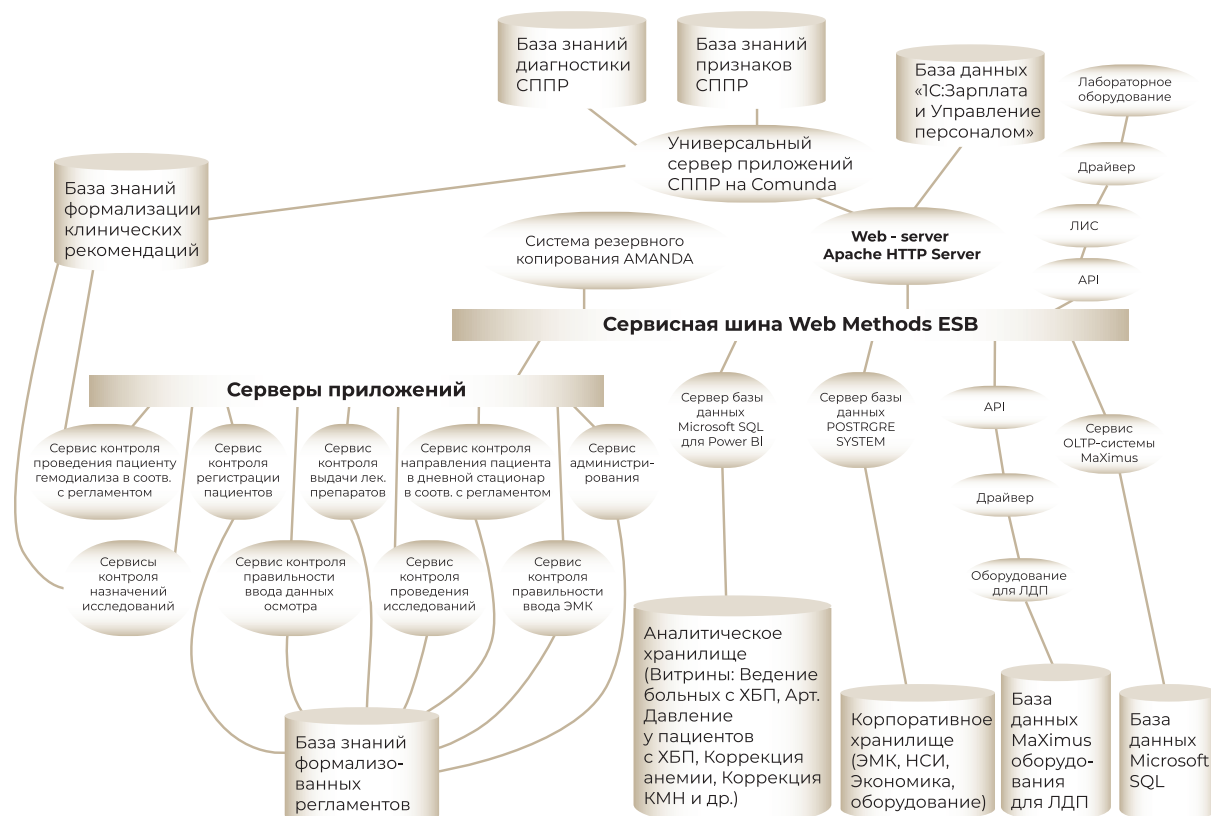 База знаний
диагностики
СППР
База знаний
признаков
СППР
База данных
«1С:Зарплата
и Управление
персоналом»
Лабораторное
оборудование
Универсальный
сервер приложений
СППР на Comunda
Драйвер
База знаний
формализации
клинических
рекомендаций
ЛИС
Система резервного
копирования AMANDA
Web - server
Apache HTTP Server
API
Сервисная шина Web Methods ESB
Серверы приложений
Сервер базы
данных
Microsoft SQL
для Power BI
Сервер базы
данных
POSTRGRE
SYSTEM
API
Сервис
OLTP-системы
MaXimus
Сервис контроля
проведения пациенту
гемодиализа в соотв.
с регламентом
Сервис
контроля
регистрации
пациентов
Сервис
контроля
выдачи лек.
препаратов
Сервис контроля
направления пациента
в дневной стационар
в соотв. с регламентом
Сервис
администри-
рования
Драйвер
Сервисы
контроля
назначений
исследований
Сервис контроля
правильности
ввода данных
осмотра
Сервис
контроля
проведения
исследований
Сервис
контроля
правильности
ввода ЭМК
Оборудование
для ЛДП
Аналитическое
хранилище
(Витрины: Ведение
больных с ХБП, Арт.
Давление
у пациентов
с ХБП, Коррекция
анемии, Коррекция
КМН и др.)
База знаний
формализо-
ванных
регламентов
Корпоративное
хранилище
(ЭМК, НСИ,
Экономика,
оборудование)
База
данных
MaXimus
оборудо-
вания
для ЛДП
База
данных
Microsoft
SQL